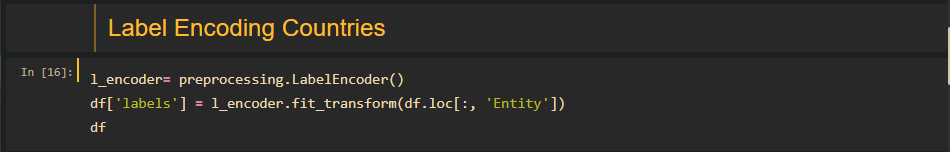 Label Encoding Countries
In [16]:
l_encoder= preprocessing.LabelEncoder()
df['labels'] = l_encoder.fit_transform(df.loc[:, 'Entity'])
df